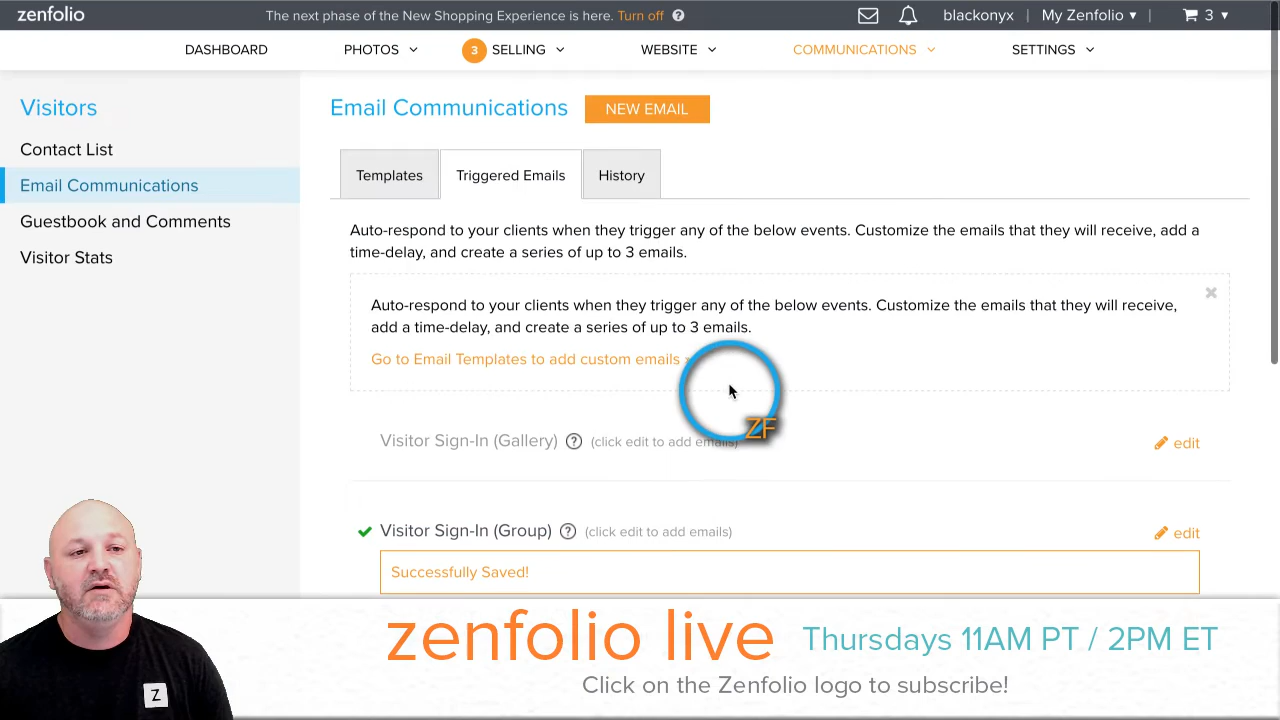 zenfolio
The next phase of the New Shopping Experience is here. Turn off ?
blackonyx
My Zenfolio
3
DASHBOARD
PHOTOS
3 SELLING
WEBSITE
COMMUNICATIONS
SETTINGS
Visitors
Contact List
Email Communications
Guestbook and Comments
Visitor Stats
Email Communications
NEW EMAIL
Templates
Triggered Emails
History
Auto-respond to your clients when they trigger any of the below events. Customize the emails that they will receive, add a
time-delay, and create a series of up to 3 emails.
Auto-respond to your clients when they trigger any of the below events. Customize the emails that they will receive,
add a time-delay, and create a series of up to 3 emails.
Go to Email Templates to add custom emails
ZF
Visitor Sign-In (Gallery) ? (click edit to add emails)
edit
Visitor Sign-In (Group) ? (click edit to add emails)
edit
Successfully Saved!
zenfolio live
Thursdays 11AM PT / 2PM ET
Click on the Zenfolio logo to subscribe!
Z